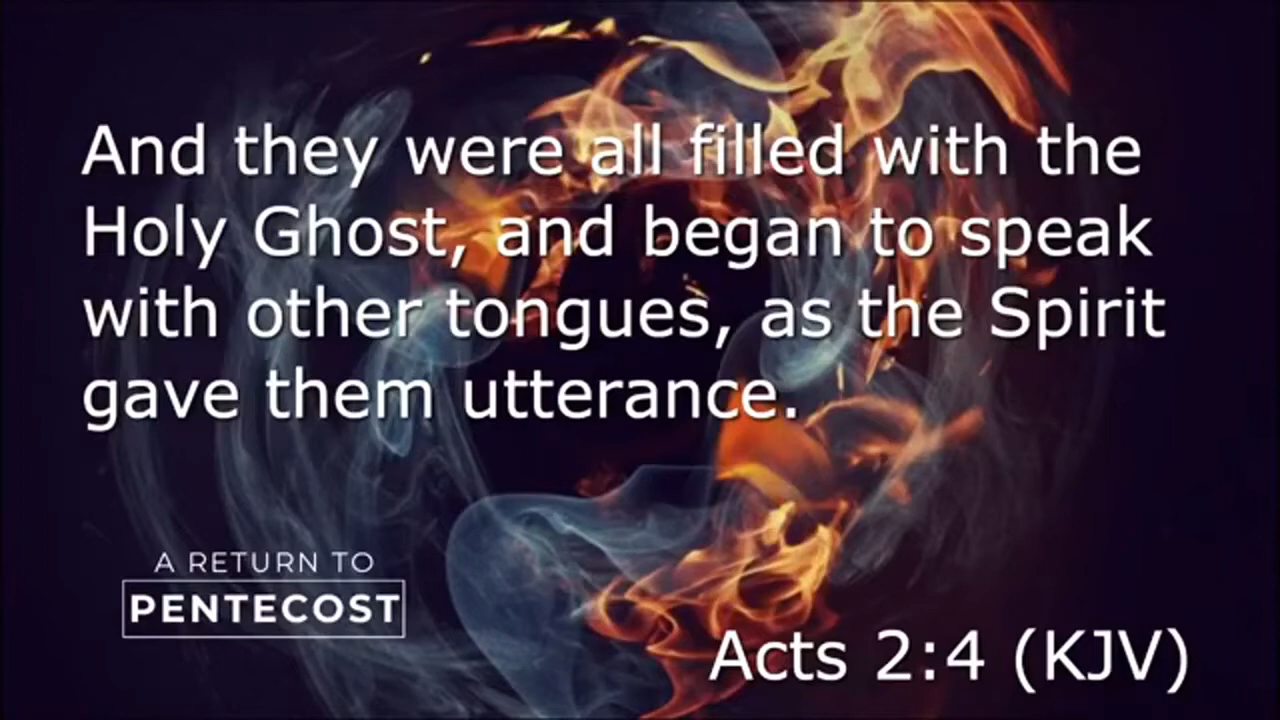 And they were all filled with the
Holy Ghost, and began to speak
with other tongues, as the Spirit
gave them utterance.
A RETURN TO
PENTECOST
Acts 2:4 (KJV)